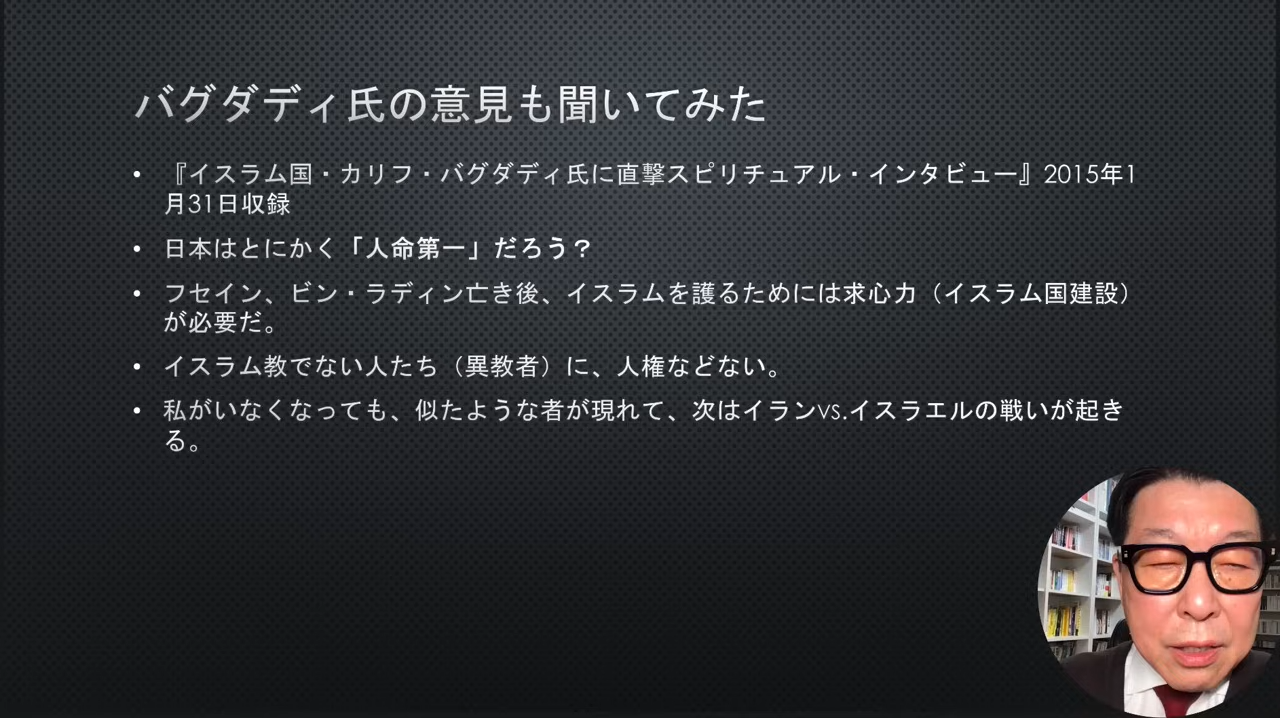 バグダディ氏の意見も聞いてみた
• 『イスラム国・カリフ・バグダディ氏に直撃スピリチュアル・インタビュー』2015年1
月31日収録
• 日本はとにかく「人命第一」だろう？
• フセイン、ビン・ラディン亡き後、イスラムを護るためには求心力（イスラム国建設）
が必要だ。
• イスラム教でない人たち（異教者）に、人権などない。
• 私がいなくなっても、似たような者が現れて、次はイランVS.イスラエルの戦いが起き
る。